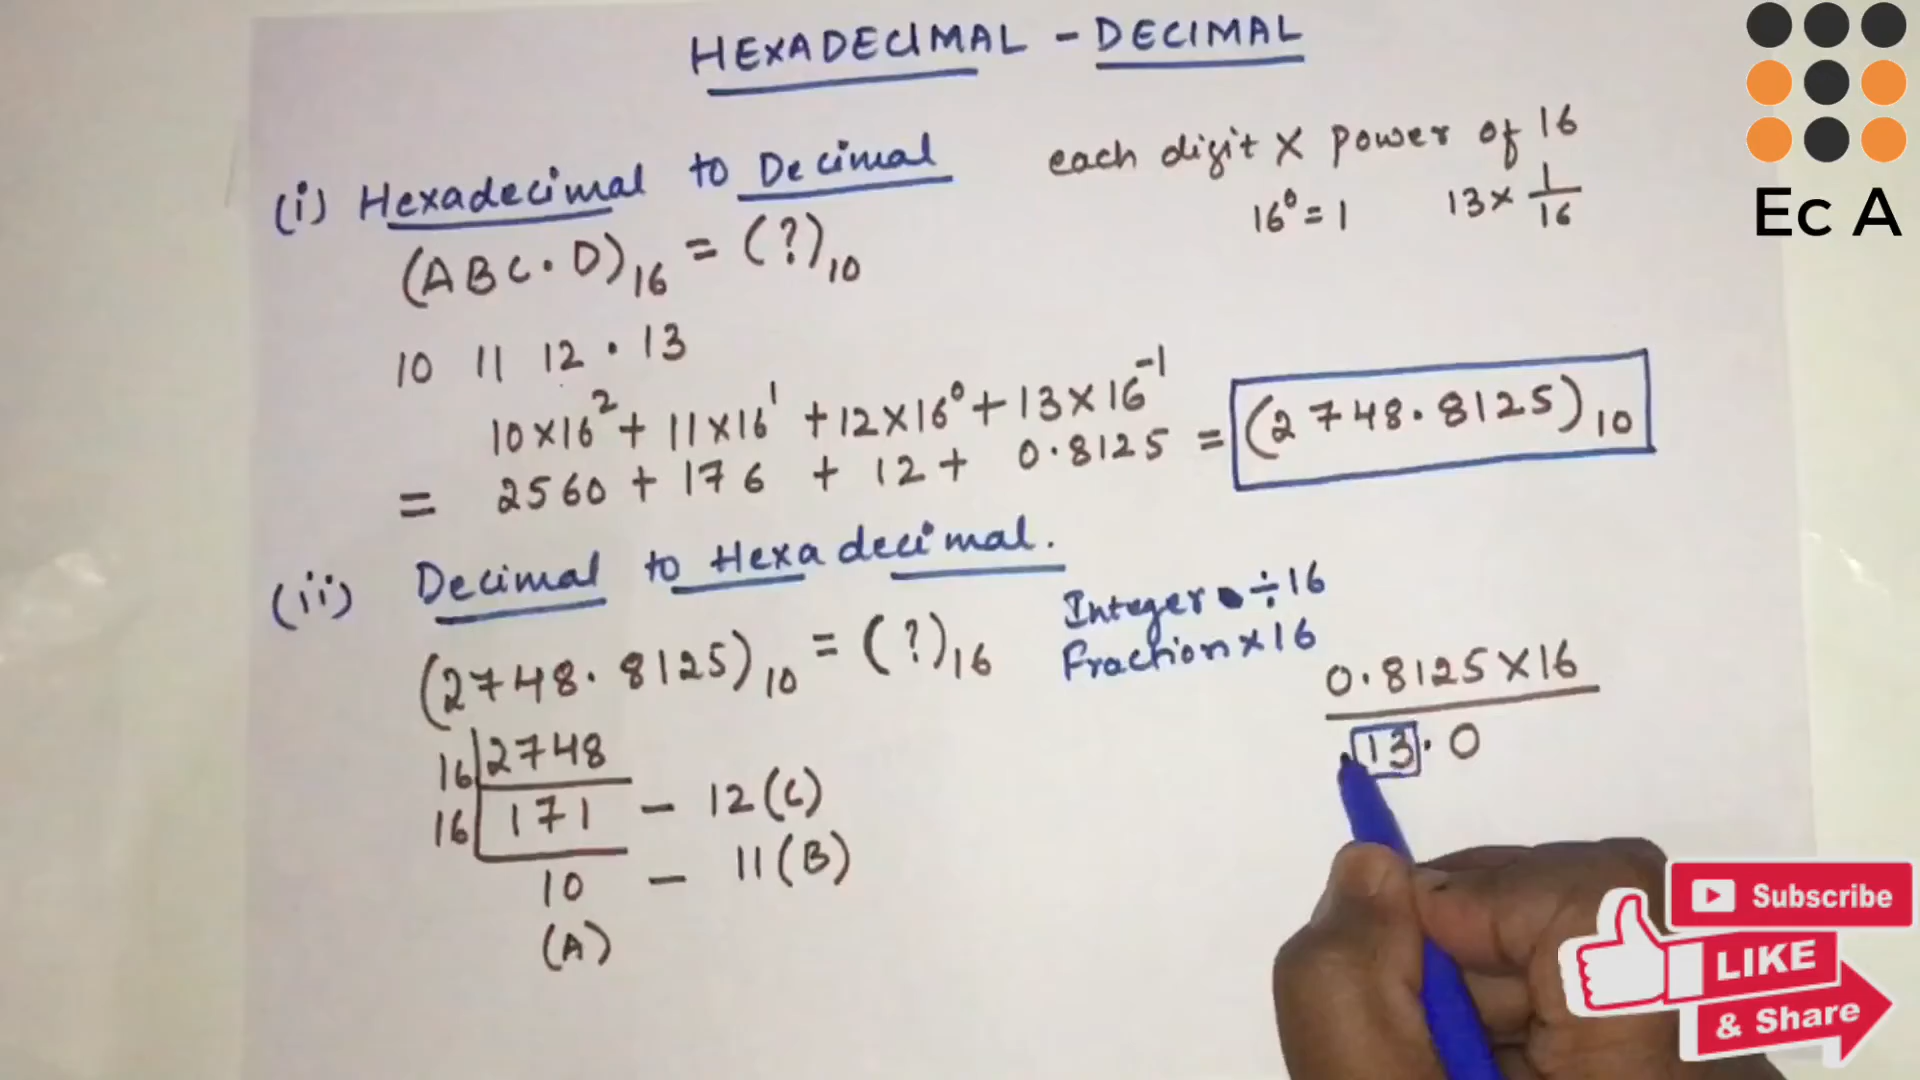 HEXADECIMAL - DECIMAL
Ec A
(i) Hexadecimal to Decimal
each digit X power of 16
16⁰ = 1    13 × 1/16
(ABC.D)₁₆ = (?)₁₀
10 11 12 . 13
10×16² + 11×16¹ + 12×16⁰ + 13×16⁻¹
= 2560 + 176 + 12 + 0.8125 = (2748.8125)₁₀
(ii) Decimal to Hexadecimal.
Integer ÷ 16
Fraction × 16
(2748.8125)₁₀ = (?)₁₆
0.8125 × 16
13.0
16 | 2748
16 | 171 – 12 (C)
10 – 11 (B)
(A)
Subscribe
LIKE
& Share